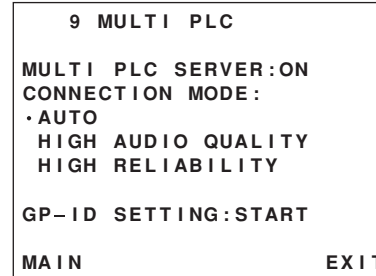 9 MULTI PLC
MULTI PLC SERVER:ON
CONNECTION MODE:
•AUTO
HIGH AUDIO QUALITY
HIGH RELIABILITY
GP–ID SETTING:START
MAIN EXIT